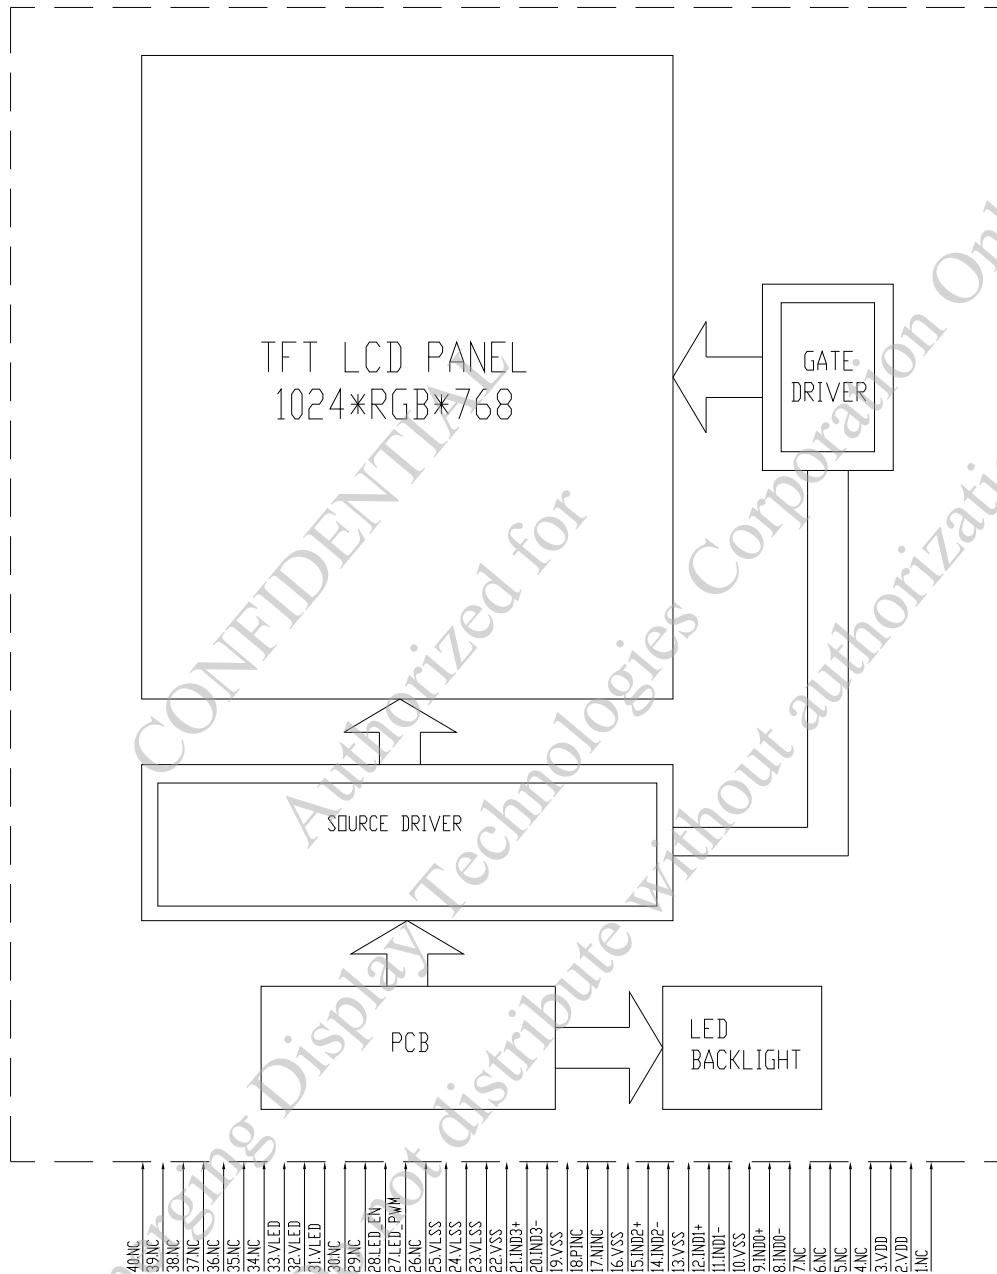 TFT LCD PANEL
1024*RGB*768
GATE
DRIVER
SOURCE DRIVER
PCB
LED
BACKLIGHT
40.NC
39.NC
38.NC
37.NC
36.NC
35.NC
34.NC
33.VLED
32.VLED
31.VLED
30.NC
29.NC
28.LED_EN
27.LED_PWM
26.NC
25.VLSS
24.VLSS
23.VLSS
22.VSS
21.IND3+
20.IND3-
19.VSS
18.PINC
17.NINC
16.VSS
15.IND2+
14.IND2-
13.VSS
12.IND1+
11.IND1-
10.VSS
9.IND0+
8.IND0-
7.NC
6.NC
5.NC
4.NC
3.VDD
2.VDD
1.NC
CONFIDENTIAL
Authorized for
Display Technologies Corporation
not distribute without